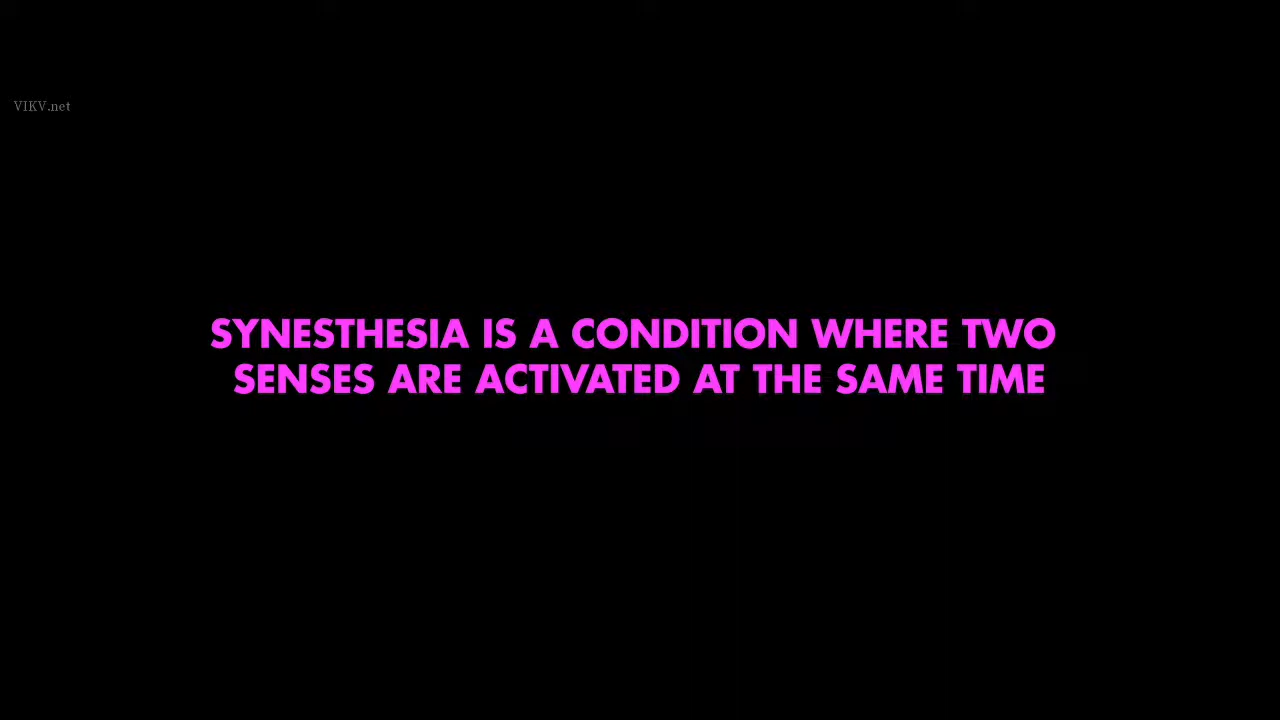 VIKV.net
SYNESTHESIA IS A CONDITION WHERE TWO
SENSES ARE ACTIVATED AT THE SAME TIME